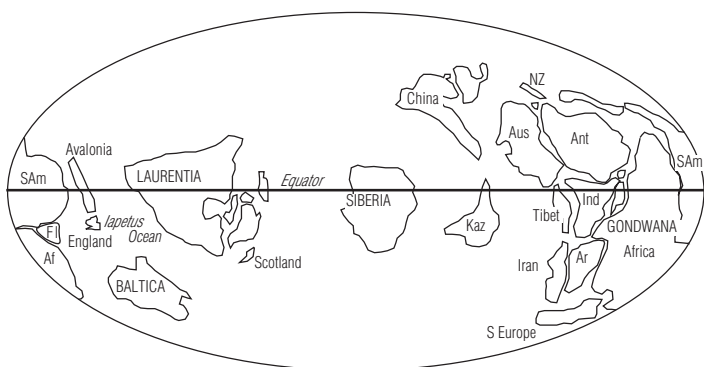 NZ
China
Avalonia
Aus
Ant
SAm
LAURENTIA
Equator
SAm
SIBERIA
Ind
Tibet
Iapetus
Ocean
FI
England
Kaz
GONDWANA
Af
Scotland
Iran
Ar
Africa
BALTICA
S Europe